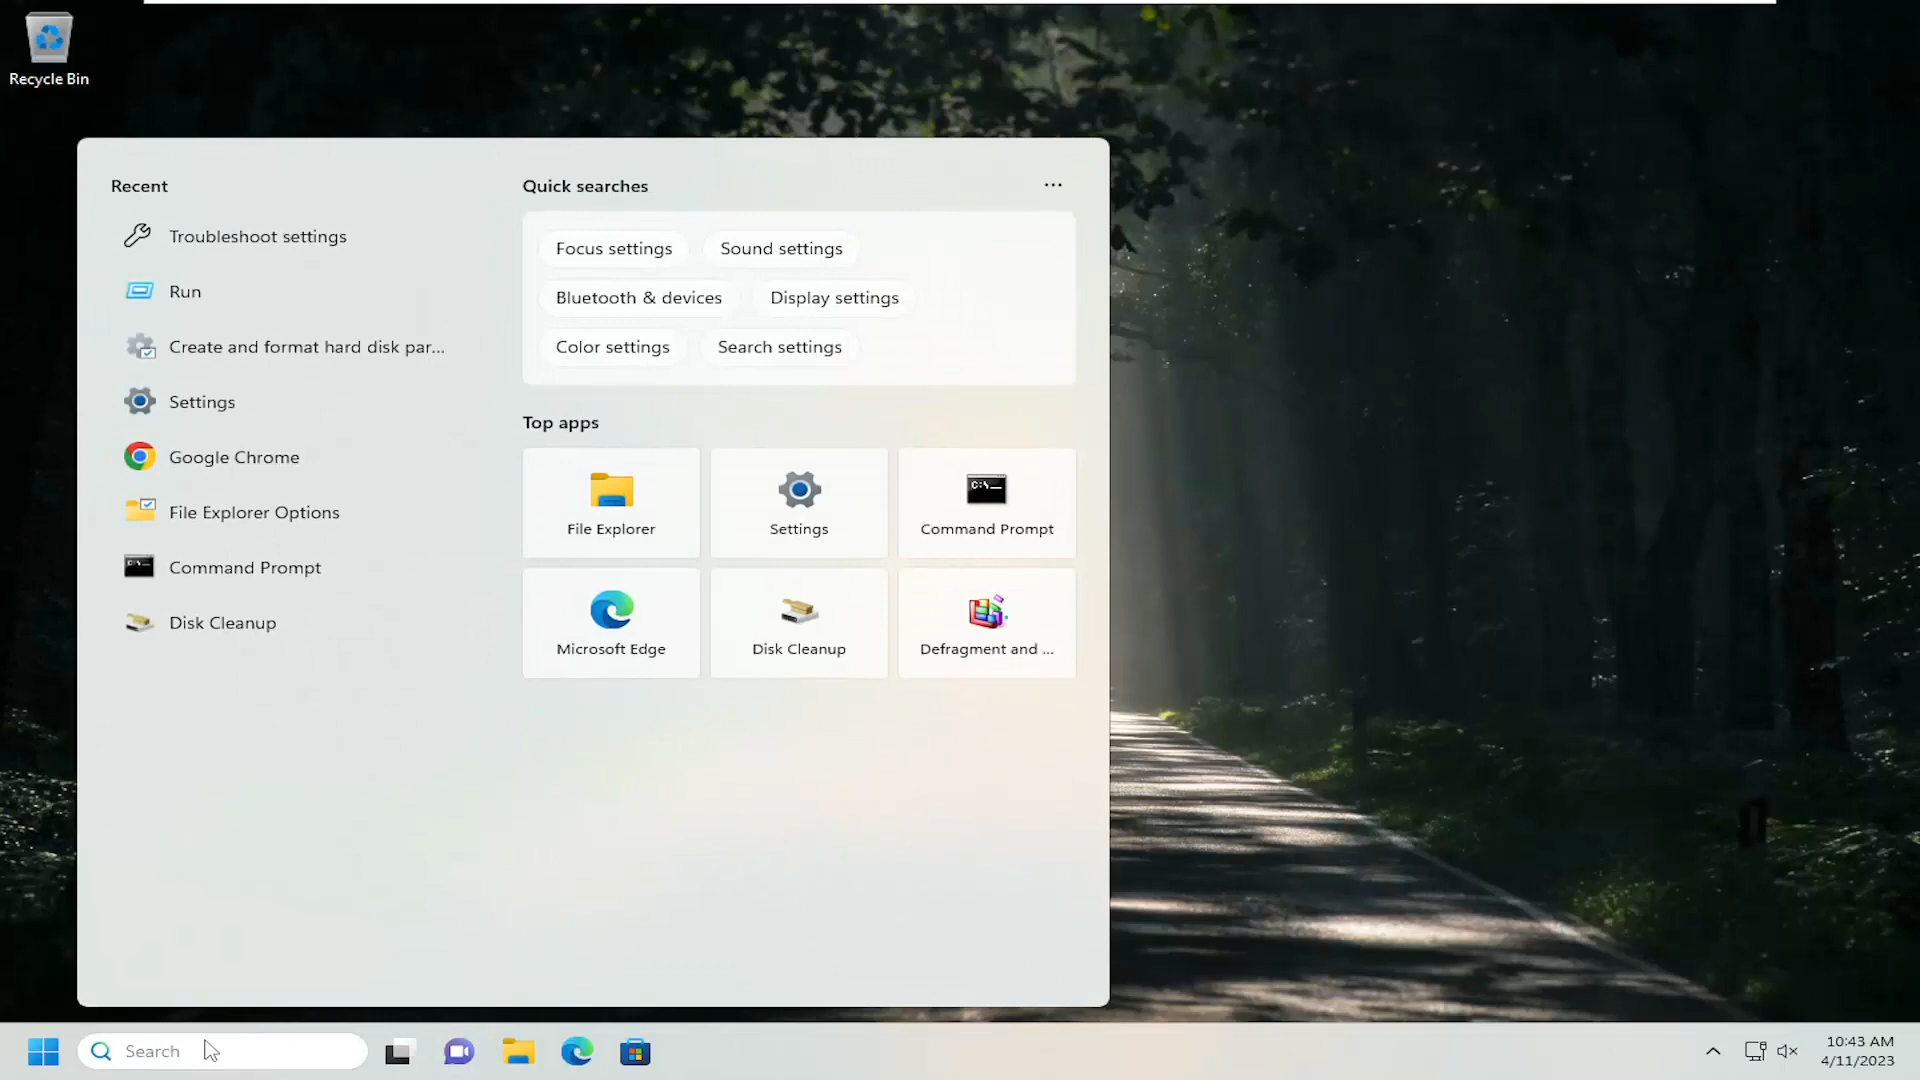 Recycle Bin
Recent
Troubleshoot settings
Run
Create and format hard disk par...
Settings
Google Chrome
File Explorer Options
Command Prompt
Disk Cleanup
Quick searches
Focus settings
Sound settings
Bluetooth & devices
Display settings
Color settings
Search settings
Top apps
File Explorer
Settings
Command Prompt
Microsoft Edge
Disk Cleanup
Defragment and ...
Search
10:43 AM
4/11/2023